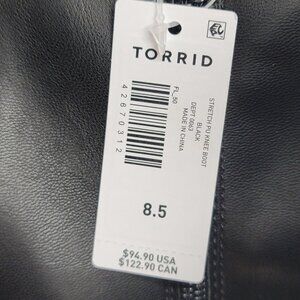 TORRID
FL 50
STRETCH PU KNEE BOOT
BLACK
DEPT 0063
MADE IN CHINA
42670312
8.5
$94.90 USA
$122.90 CAN